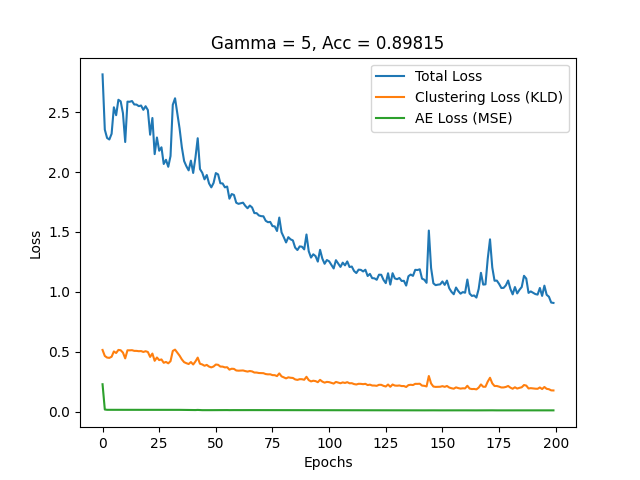 Gamma = 5, Acc = 0.89815
Total Loss
Clustering Loss (KLD)
AE Loss (MSE)
Loss
2.5
2.0
1.5
1.0
0.5
0.0
0 25 50 75 100 125 150 175 200
Epochs